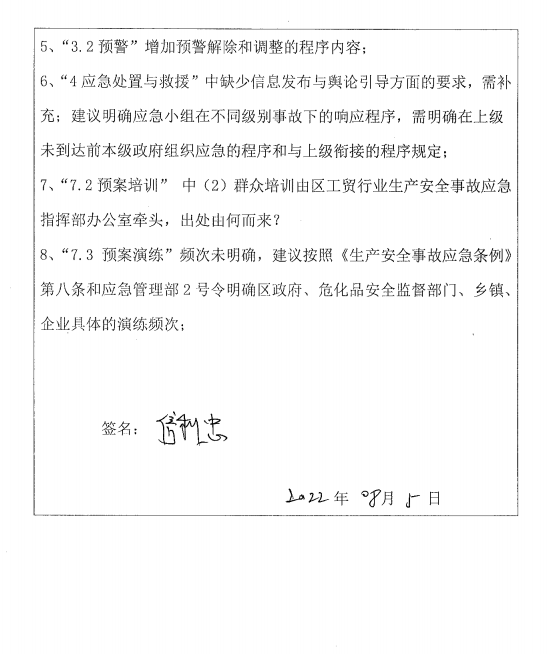 5、“3.2 预警”增加预警解除和调整的程序内容；
6、“4 应急处置与救援”中缺少信息发布与舆论引导方面的要求，需补
充；建议明确应急小组在不同级别事故下的响应程序，需明确在上级
未到达前本级政府组织应急的程序和与上级衔接的程序规定；
7、“7.2 预案培训” 中（2）群众培训由区工贸行业生产安全事故应急
指挥部办公室牵头，出处由何而来？
8、“7.3 预案演练”频次未明确，建议按照《生产安全事故应急条例》
第八条和应急管理部 2 号令明确区政府、危化品安全监督部门、乡镇、
企业具体的演练频次；
签名：信利忠
2022 年 08 月 5 日